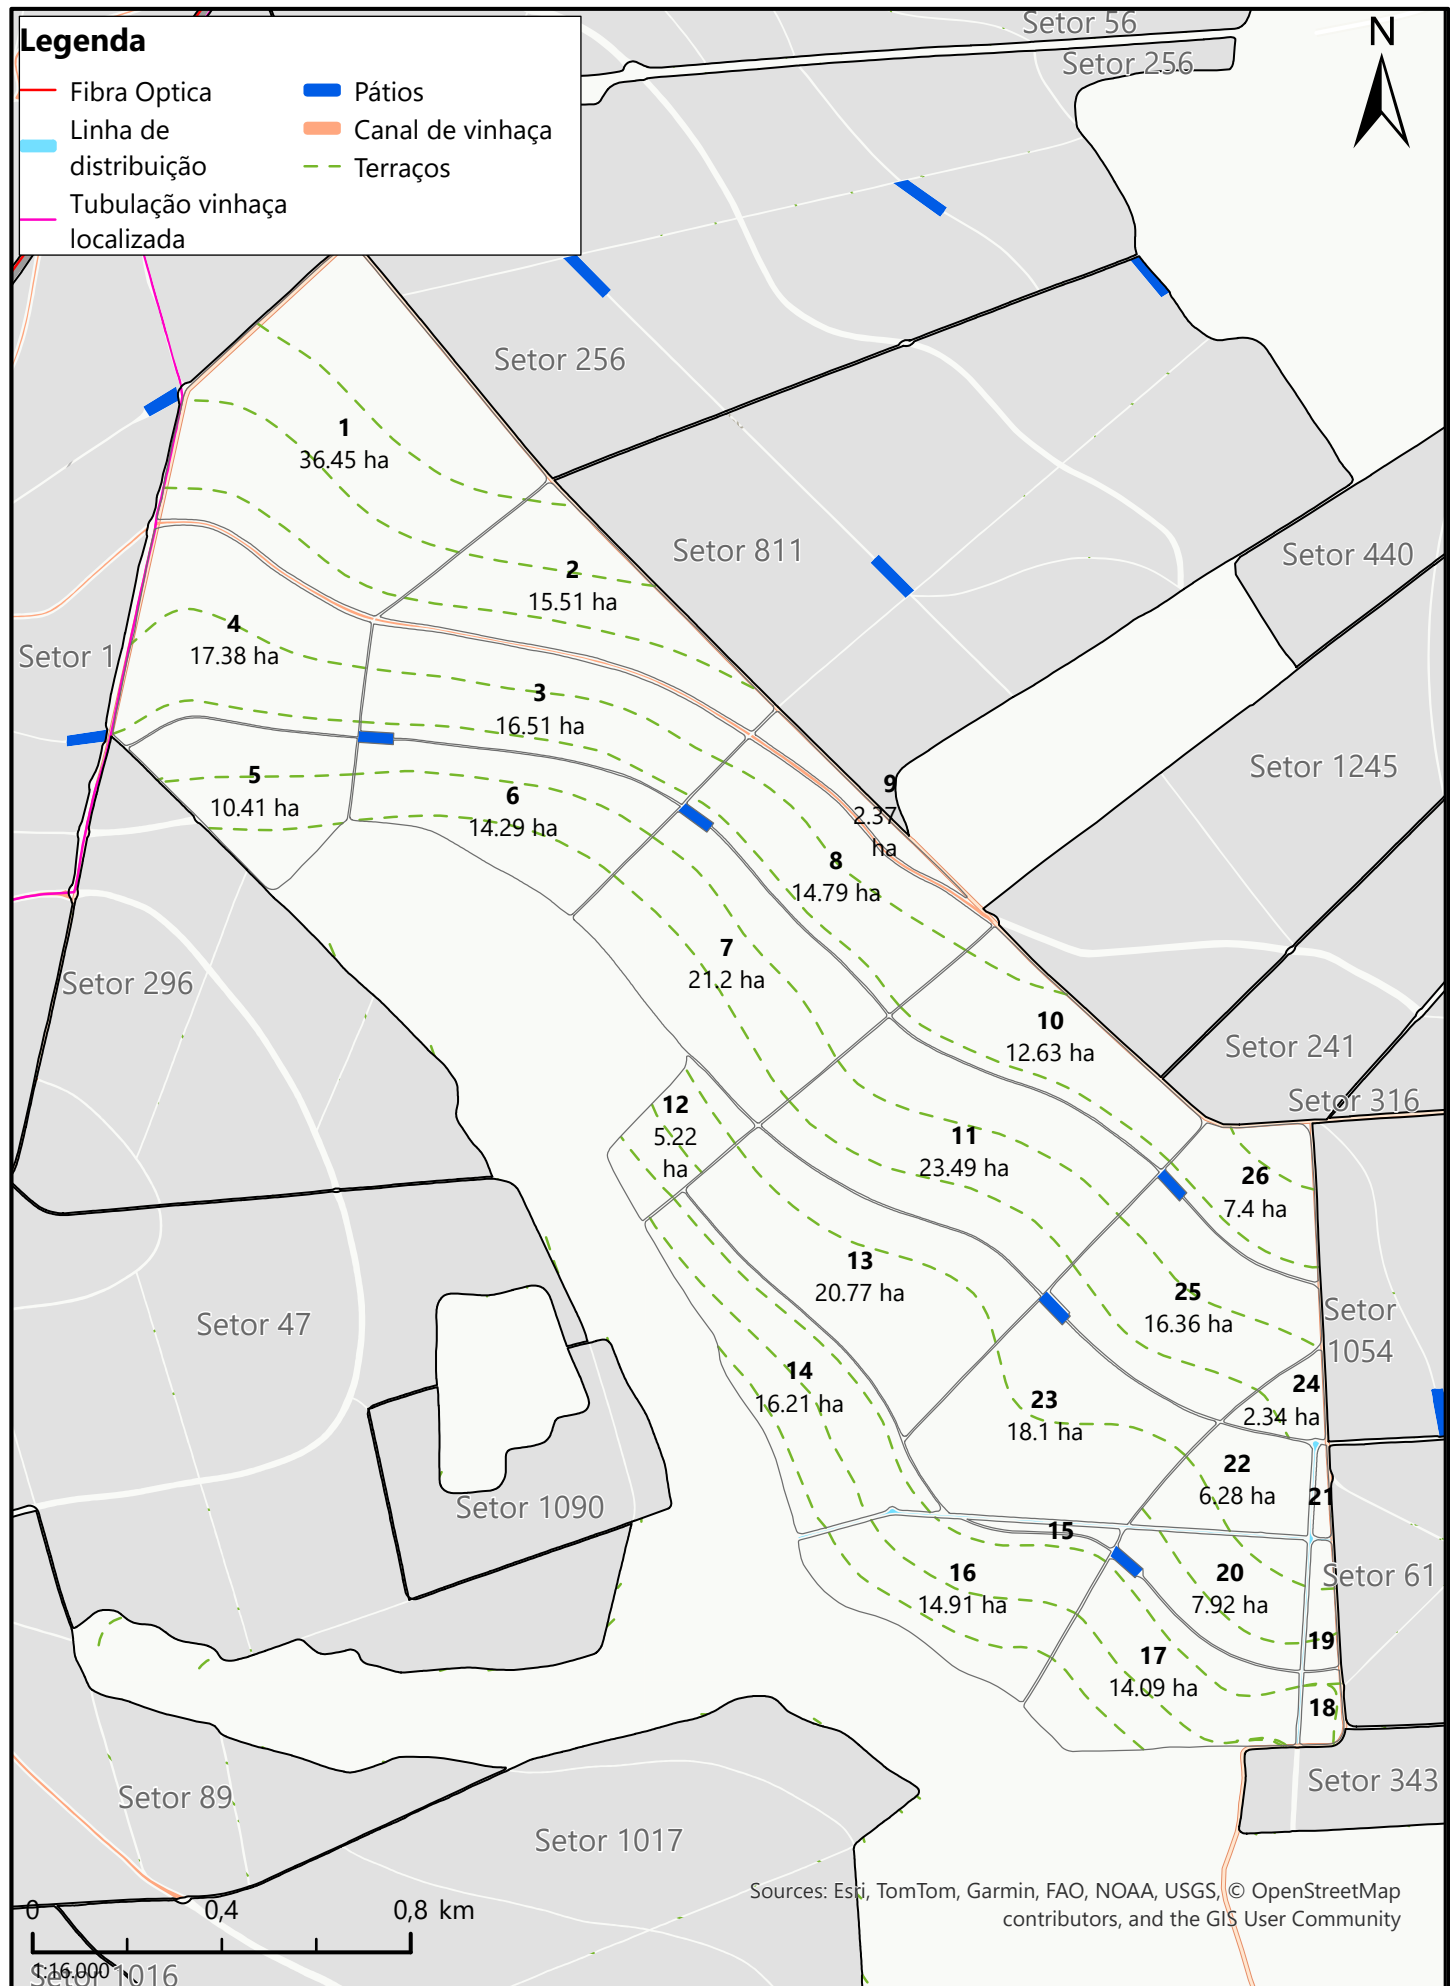 Setor 56
Setor 256
N
Legenda
Fibra Optica
Linha de
distribuição
Tubulação vinhaça
localizada
Pátios
Canal de vinhaça
Terraços
Setor 256
1
36.45 ha
Setor 811
Setor 440
2
15.51 ha
4
17.38 ha
Setor 1
3
16.51 ha
Setor 1245
5
10.41 ha
6
14.29 ha
9
2.37
ha
8
14.79 ha
7
21.2 ha
Setor 296
10
12.63 ha
Setor 241
Setor 316
12
5.22
ha
11
23.49 ha
26
7.4 ha
13
20.77 ha
25
16.36 ha
Setor 47
Setor
1054
14
16.21 ha
24
2.34 ha
23
18.1 ha
22
6.28 ha
21
Setor 1090
15
16
14.91 ha
20
7.92 ha
Setor 61
19
17
14.09 ha
18
Setor 343
Setor 89
Setor 1017
Sources: Esri, TomTom, Garmin, FAO, NOAA, USGS, © OpenStreetMap
contributors, and the GIS User Community
0 0,4 0,8 km
1:16.000
Setor 1016